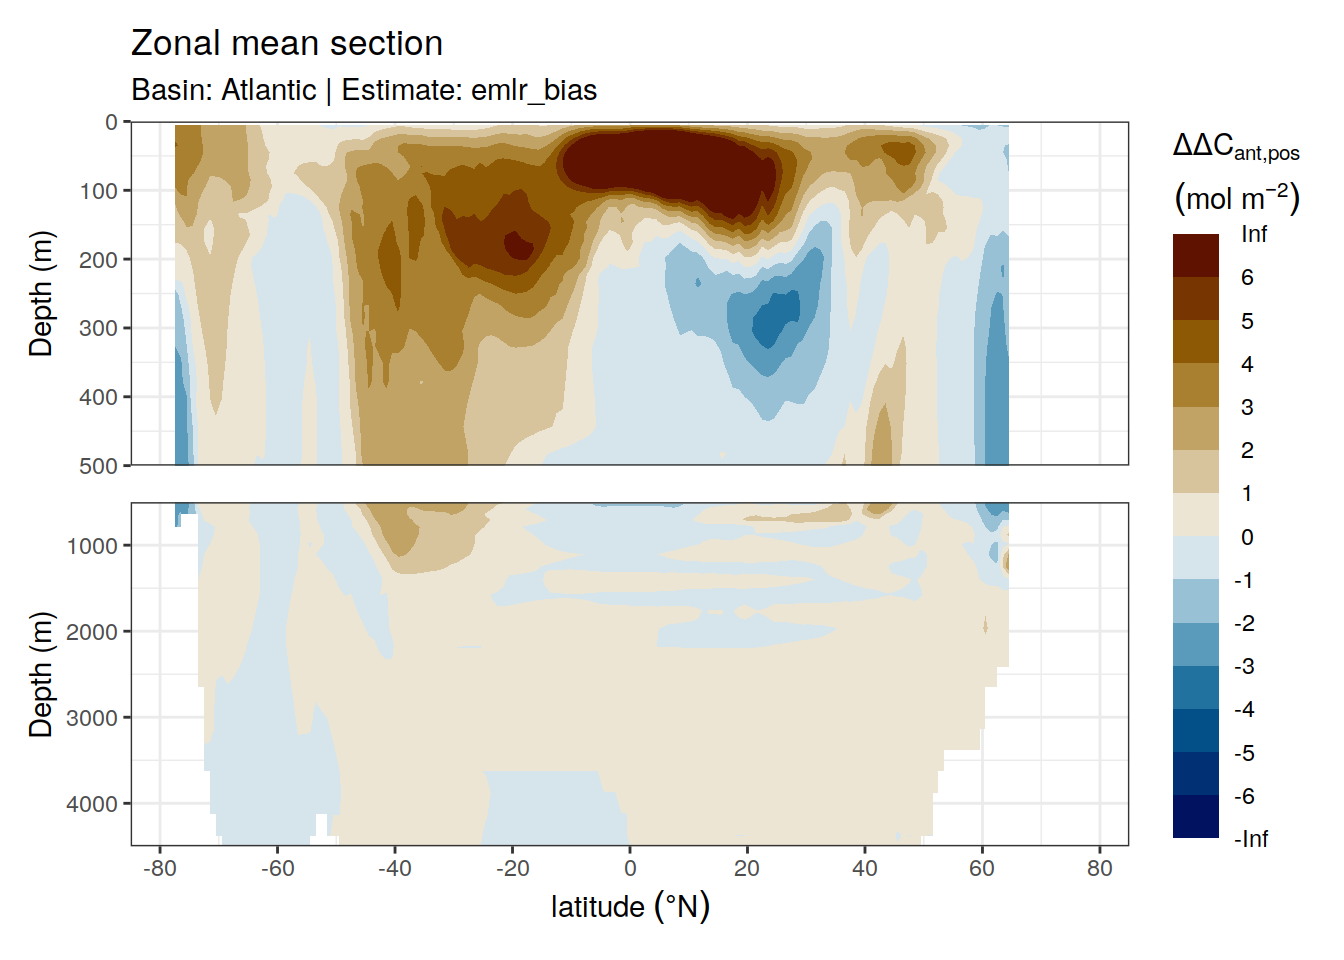 Zonal mean section
Basin: Atlantic | Estimate: emlr_bias
0
100
200
300
400
500
Depth (m)
1000
2000
3000
4000
Depth (m)
-80 -60 -40 -20 0 20 40 60 80
latitude (°N)
ΔΔCant,pos
(mol m−2)
Inf
6
5
4
3
2
1
0
-1
-2
-3
-4
-5
-6
-Inf